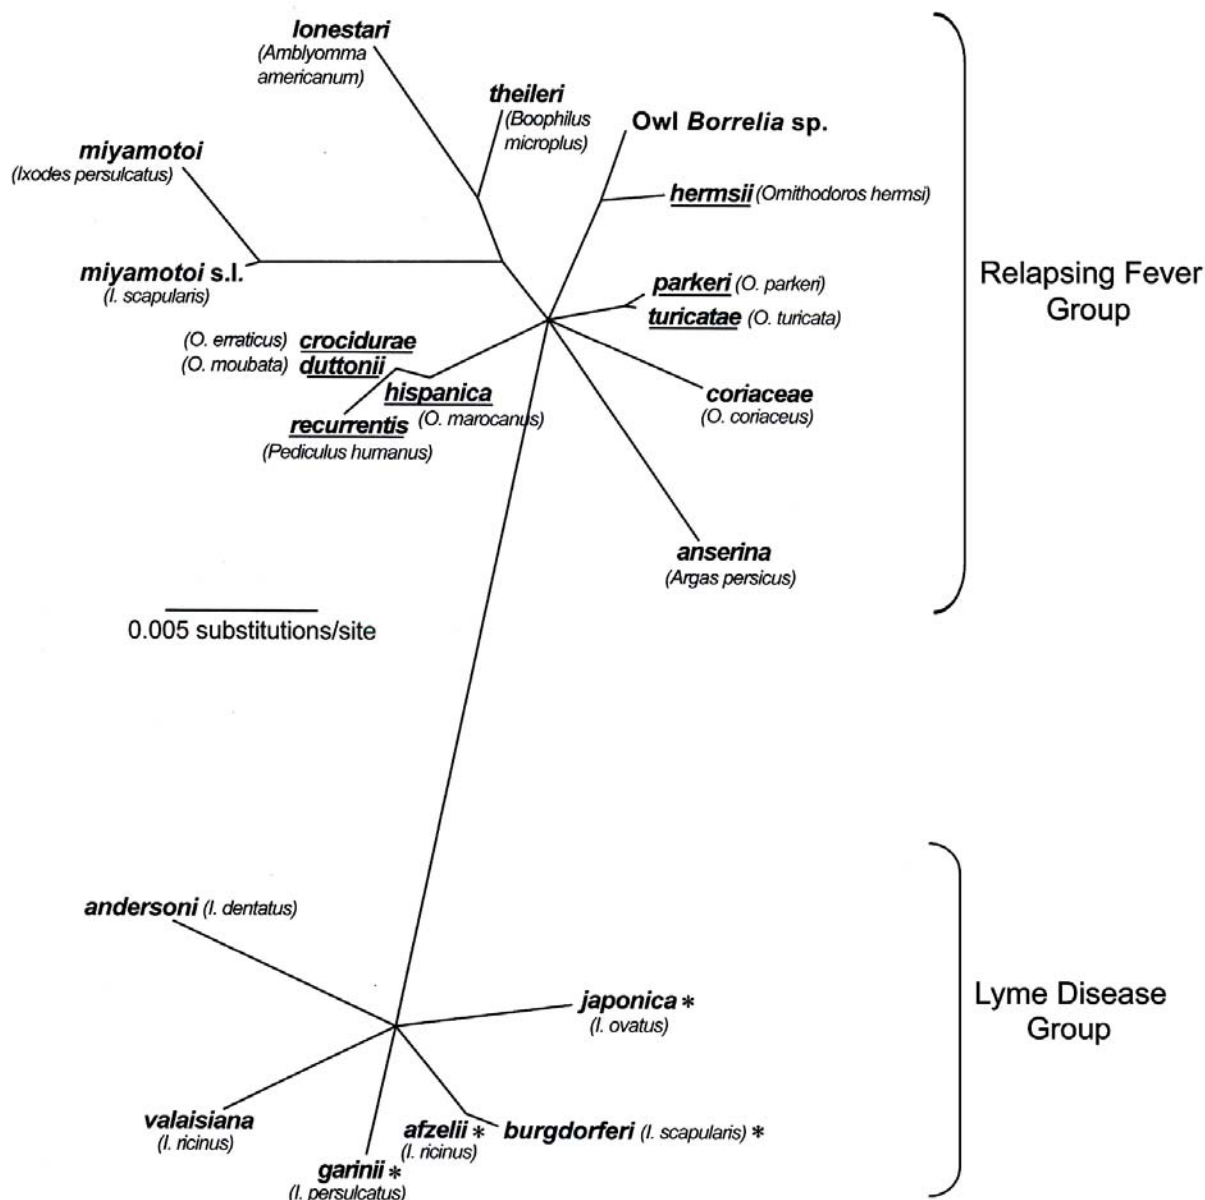 lonestari
(Amblyomma
americanum)
theileri
(Boophilus
microplus)
Owl Borrelia sp.
miyamotoi
(Ixodes persulcatus)
hermsii (Ornithodoros hermsi)
Relapsing Fever
Group
miyamotoi s.l.
(I. scapularis)
parkeri (O. parkeri)
turicatae (O. turicata)
(O. erraticus) crocidurae
(O. moubata) duttonii
hispanica
(O. marocanus)
recurrentis
(Pediculus humanus)
coriaceae
(O. coriaceus)
anserina
(Argas persicus)
0.005 substitutions/site
andersoni (I. dentatus)
japonica *
(I. ovatus)
Lyme Disease
Group
valaisiana
(I. ricinus)
afzelii *
(I. ricinus)
burgdorferi (I. scapularis) *
garinii *
(I. persulcatus)